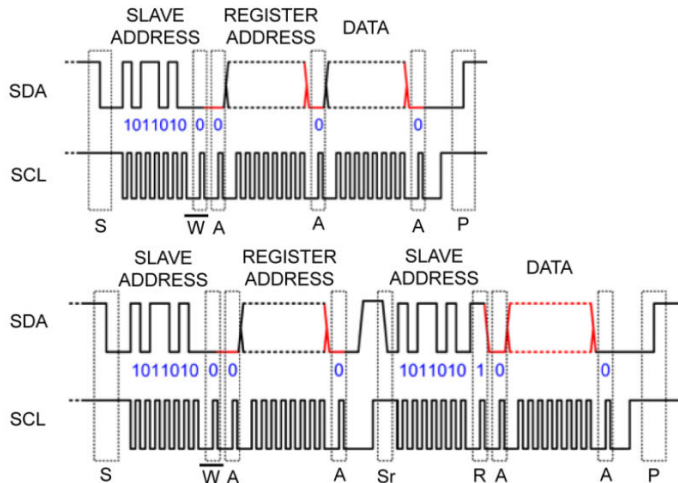 SLAVE ADDRESS REGISTER ADDRESS DATA
SDA
1011010 0 0 0 0
SCL
S W A A A P
SLAVE ADDRESS REGISTER ADDRESS SLAVE ADDRESS DATA
SDA
1011010 0 0 0 1011010 1 0 0
SCL
S W A A Sr R A A P